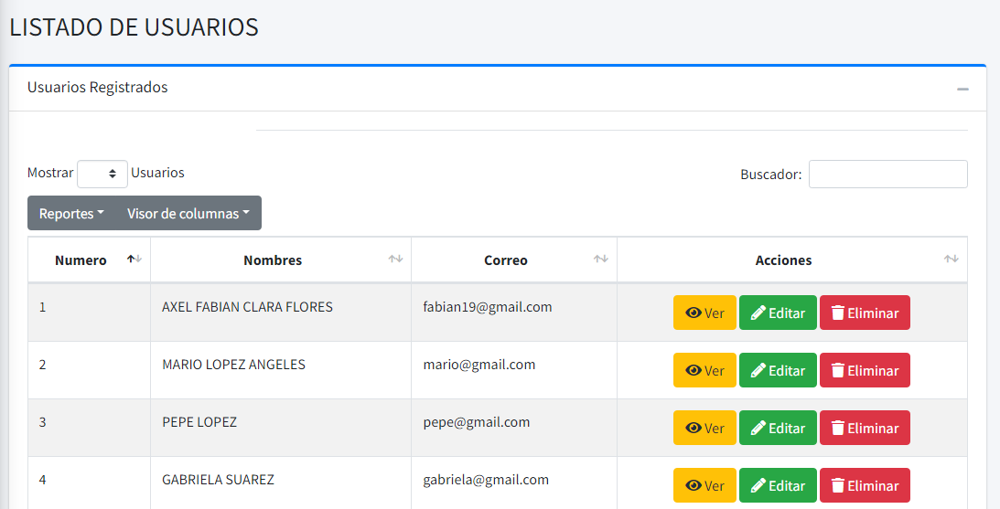 LISTADO DE USUARIOS
Usuarios Registrados
Mostrar Usuarios Buscador:
Reportes Visor de columnas
Numero Nombres Correo Acciones
1 AXEL FABIAN CLARA FLORES fabian19@gmail.com Ver Editar Eliminar
2 MARIO LOPEZ ANGELES mario@gmail.com Ver Editar Eliminar
3 PEPE LOPEZ pepe@gmail.com Ver Editar Eliminar
4 GABRIELA SUAREZ gabriela@gmail.com Ver Editar Eliminar